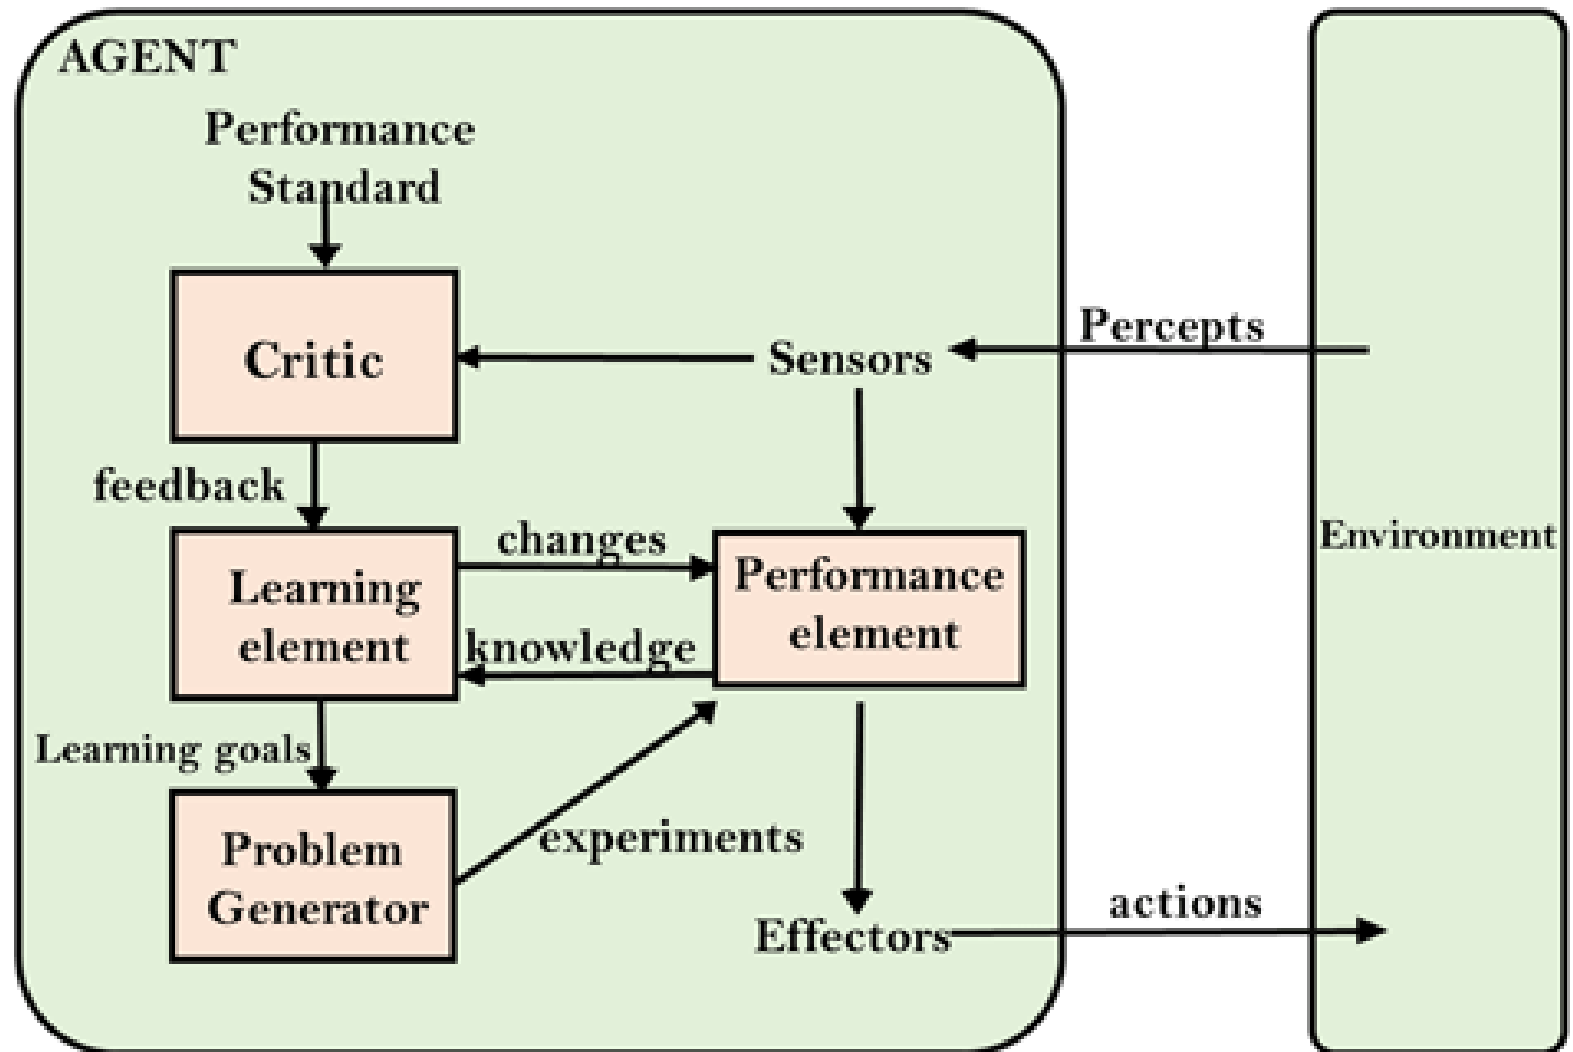 AGENT
Performance
Standard
Critic
Sensors
Percepts
feedback
changes
Learning
element
Performance
element
Environment
knowledge
Learning goals
Problem
Generator
experiments
Effectors
actions